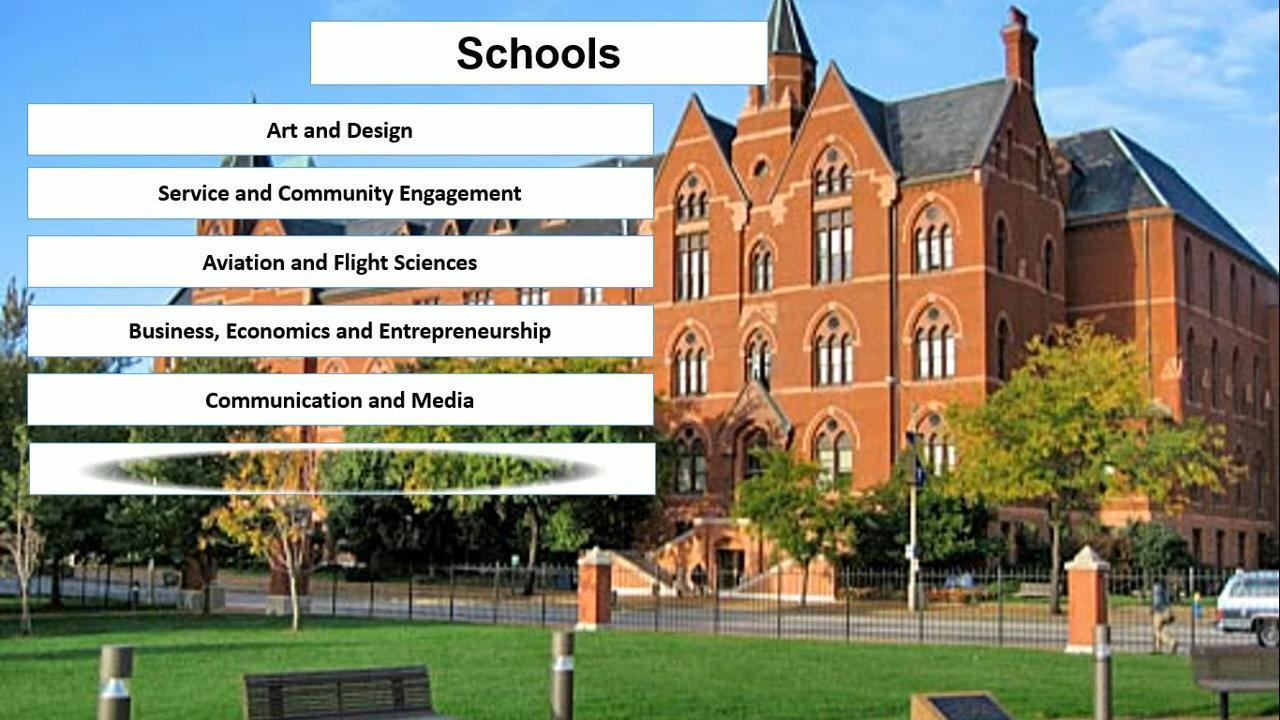 Schools
Art and Design
Service and Community Engagement
Aviation and Flight Sciences
Business, Economics and Entrepreneurship
Communication and Media